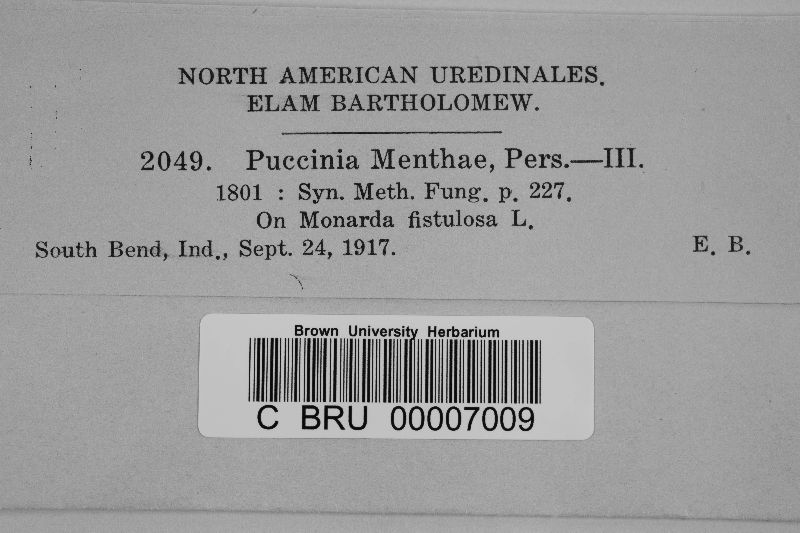 NORTH AMERICAN UREDINALES.
ELAM BARTHOLOMEW.
2049. Puccinia Menthae, Pers.—III.
1801 : Syn. Meth. Fung. p. 227.
On Monarda fistulosa L.
South Bend, Ind., Sept. 24, 1917. E. B.
Brown University Herbarium
C BRU 00007009